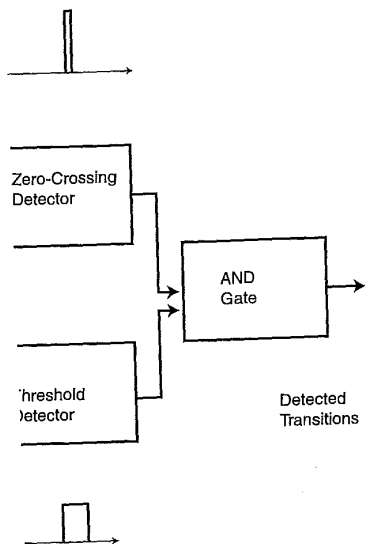 Zero-Crossing
Detector
AND
Gate
hreshold
etector
Detected
Transitions